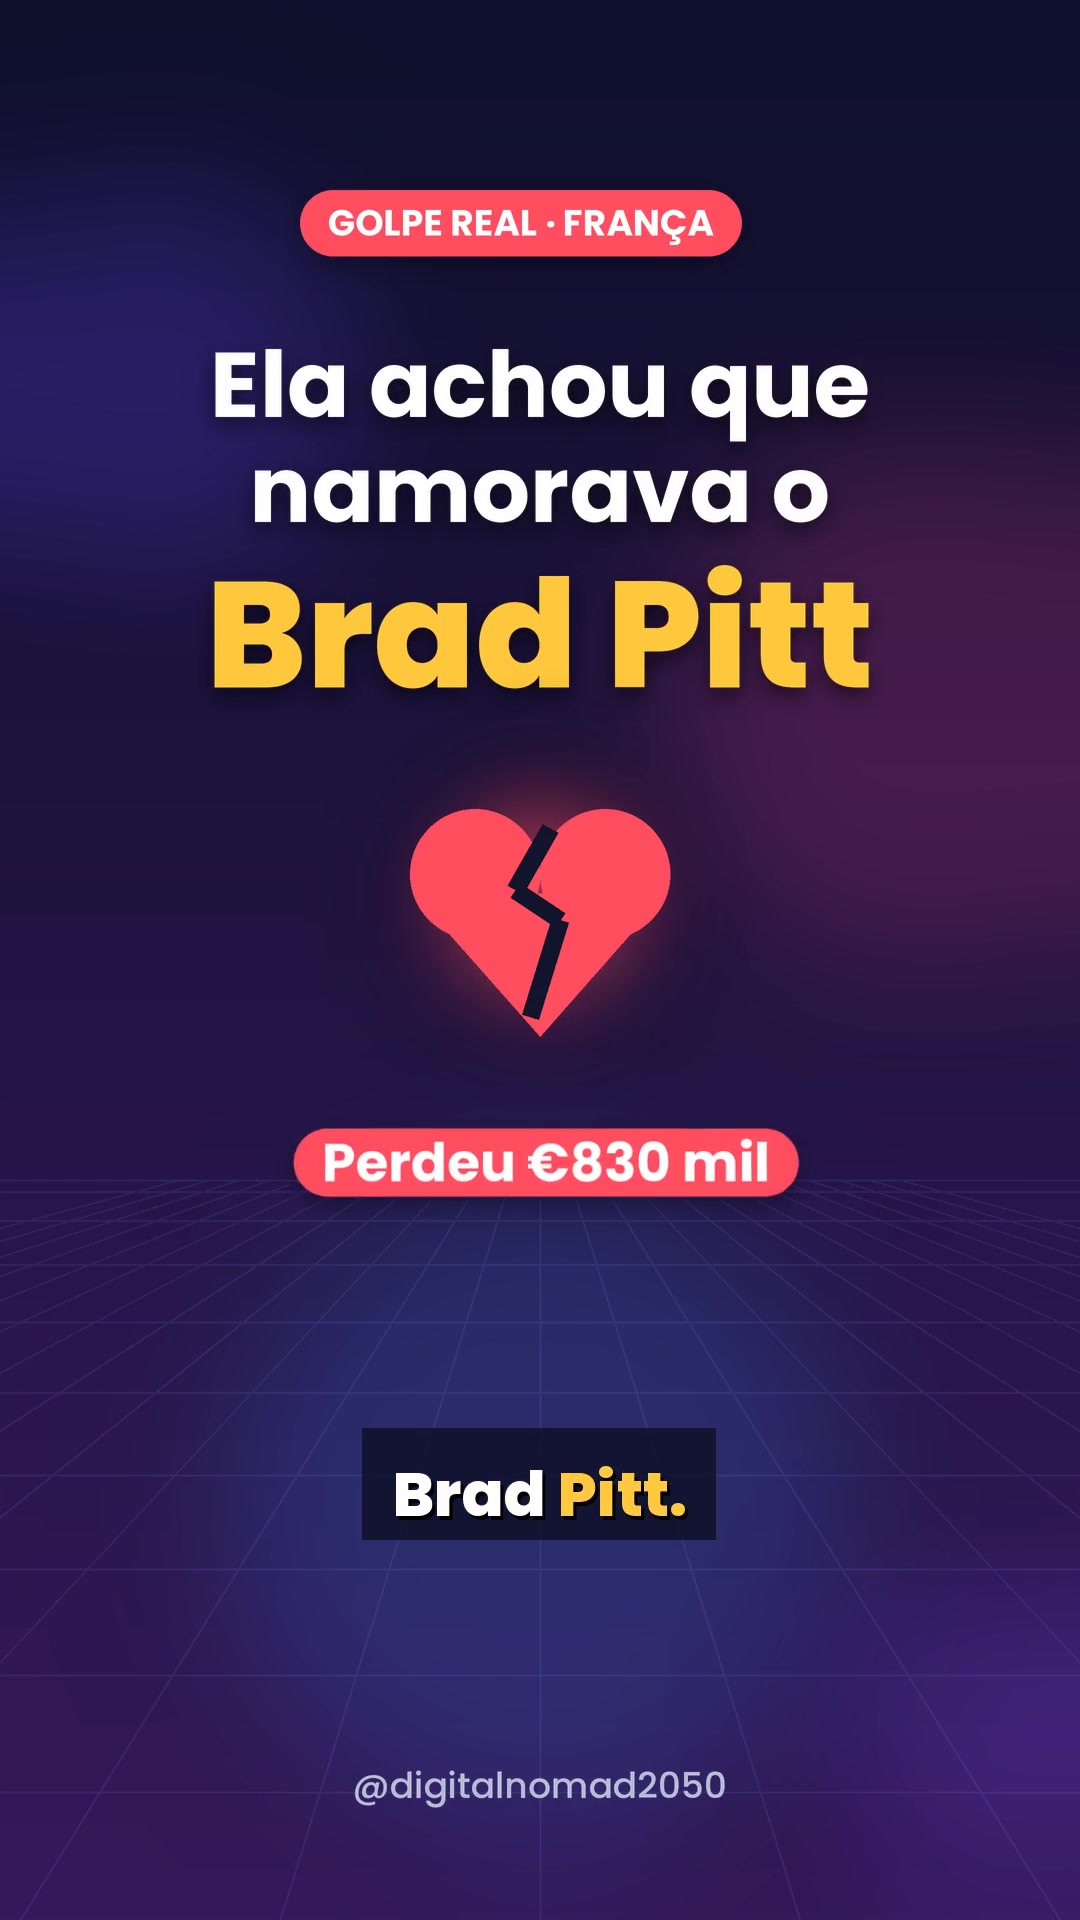 GOLPE REAL · FRANÇA
Ela achou que
namorava o
Brad Pitt
Perdeu €830 mil
Brad Pitt.
@digitalnomad2050